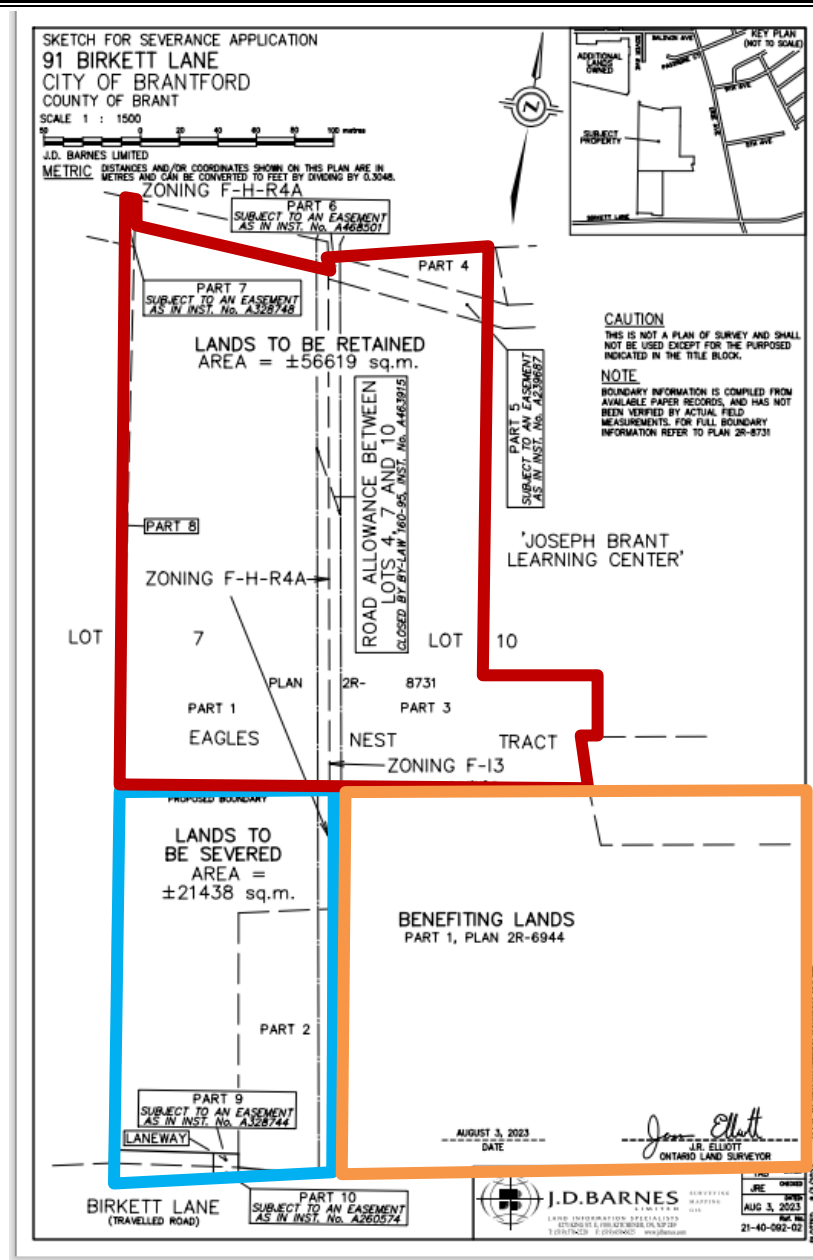 SKETCH FOR SEVERANCE APPLICATION
91 BIRKETT LANE
CITY OF BRANTFORD
COUNTY OF BRANT
SCALE 1 : 1500
50 0 20 40 60 80 100 metres
J.D. BARNES LIMITED
METRIC DISTANCES AND/OR COORDINATES SHOWN ON THIS PLAN ARE IN
METRES AND CAN BE CONVERTED TO FEET BY DIVIDING BY 0.3048.
KEY PLAN
(NOT TO SCALE)
BALDWIN AVE
ADDITIONAL
LANDS
OWNED
ERIE AVE
8TH AVE
SUBJECT
PROPERTY
BIRKETT LANE
ZONING F-H-R4A
PART 6
SUBJECT TO AN EASEMENT
AS IN INST. No. A468501
PART 4
PART 7
SUBJECT TO AN EASEMENT
AS IN INST. No. A328748
LANDS TO BE RETAINED
AREA = ±56619 sq.m.
CAUTION
THIS IS NOT A PLAN OF SURVEY AND SHALL
NOT BE USED EXCEPT FOR THE PURPOSED
INDICATED IN THE TITLE BLOCK.
NOTE
BOUNDARY INFORMATION IS COMPILED FROM
AVAILABLE PAPER RECORDS, AND HAS NOT
BEEN VERIFIED BY ACTUAL FIELD
MEASUREMENTS. FOR FULL BOUNDARY
INFORMATION REFER TO PLAN 2R-8731
PART 5
SUBJECT TO AN EASEMENT
AS IN INST. No. A239687
ROAD ALLOWANCE BETWEEN
LOTS 4, 7 AND 10
CLOSED BY BY-LAW 160-95, INST. No. A463915
PART 8
'JOSEPH BRANT
LEARNING CENTER'
ZONING F-H-R4A
LOT 7 LOT 10
PLAN 2R- 8731
PART 1 PART 3
EAGLES NEST TRACT
ZONING F-I3
PROPOSED BOUNDARY
LANDS TO
BE SEVERED
AREA =
±21438 sq.m.
BENEFITING LANDS
PART 1, PLAN 2R-6944
PART 2
PART 9
SUBJECT TO AN EASEMENT
AS IN INST. No. A328744
LANEWAY
AUGUST 3, 2023
DATE
J.R. ELLIOTT
ONTARIO LAND SURVEYOR
BIRKETT LANE
(TRAVELLED ROAD)
PART 10
SUBJECT TO AN EASEMENT
AS IN INST. No. A260574
J.D.BARNES
LIMITED
SURVEYING
MAPPING
GIS
LAND INFORMATION SPECIALISTS
JRE CHECKED
DATED
AUG 3, 2023
21-40-092-02